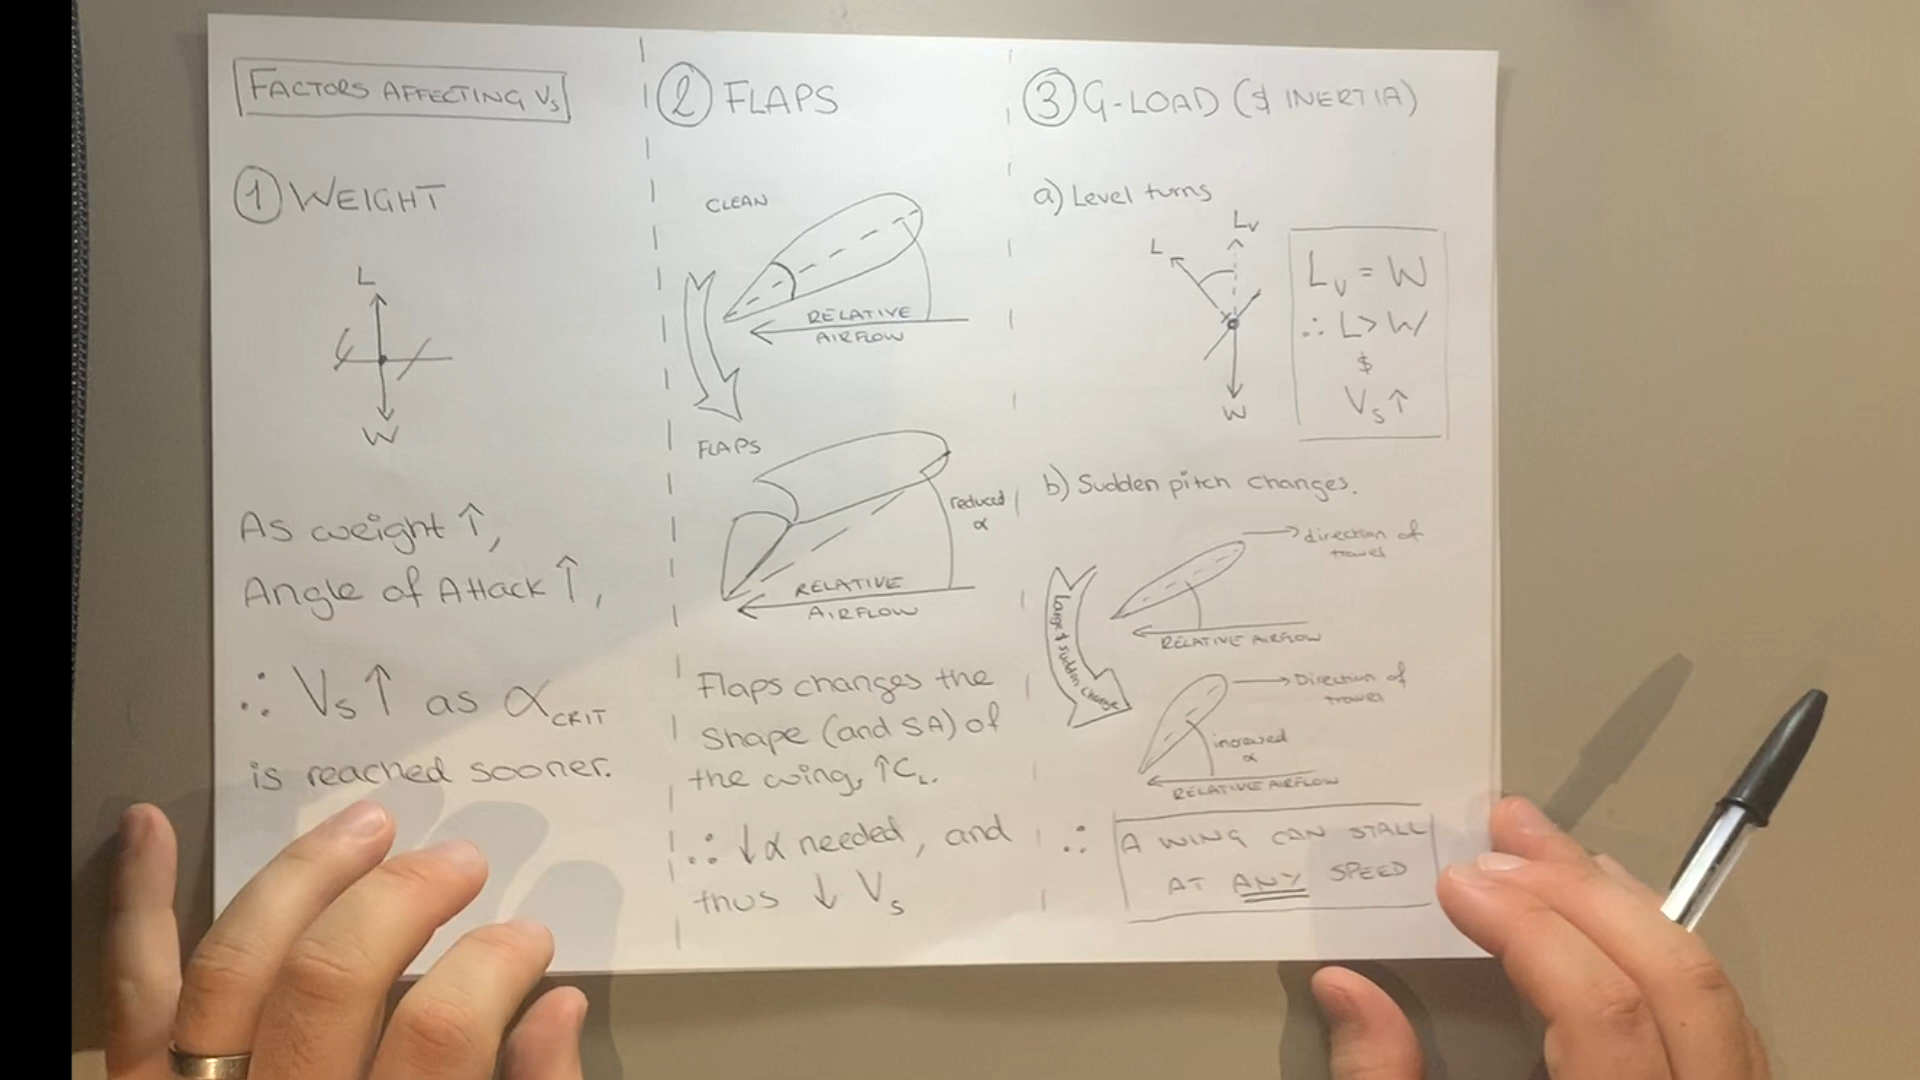 FACTORS AFFECTING Vs
① WEIGHT
L
W
As weight ↑,
Angle of Attack ↑,
∴ Vs ↑ as αCRIT
is reached sooner.
② FLAPS
CLEAN
RELATIVE
AIRFLOW
FLAPS
reduced
α
RELATIVE
AIRFLOW
Flaps changes the
shape (and SA) of
the wing, ↑CL.
∴ ↓α needed, and
thus ↓ Vs
③ G-LOAD ($ INERTIA)
a) Level turns
Lv
L
W
Lv = W
∴ L>W
$
Vs↑
b) Sudden pitch changes.
direction of
travel
RELATIVE AIRFLOW
Large $ sudden change
Direction of
travel
increased
α
RELATIVE AIRFLOW
∴ A WING CAN STALL
AT ANY SPEED